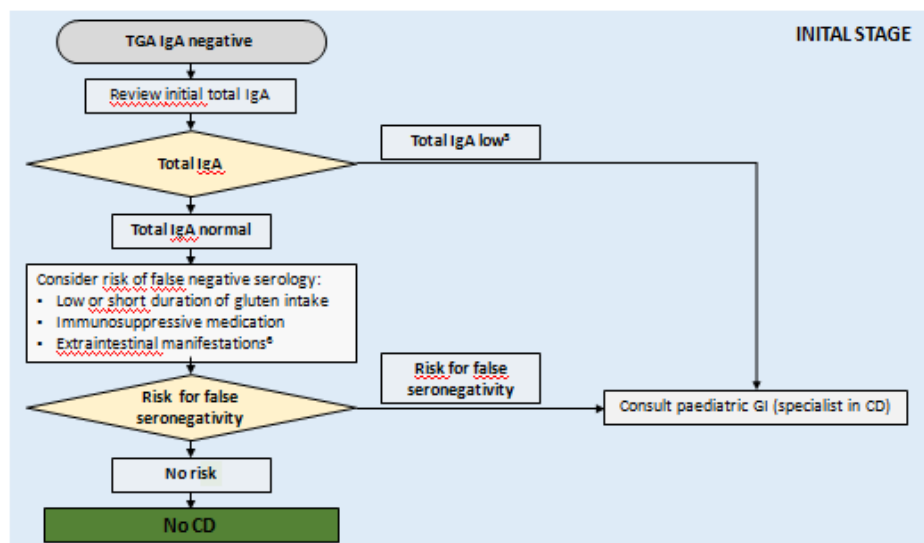 INITAL STAGE
TGA IgA negative
Review initial total IgA
Total IgA
Total IgA low⁵
Total IgA normal
Consider risk of false negative serology:
• Low or short duration of gluten intake
• Immunosuppressive medication
• Extraintestinal manifestations⁶
Risk for false
seronegativity
Risk for false
seronegativity
Consult paediatric GI (specialist in CD)
No risk
No CD